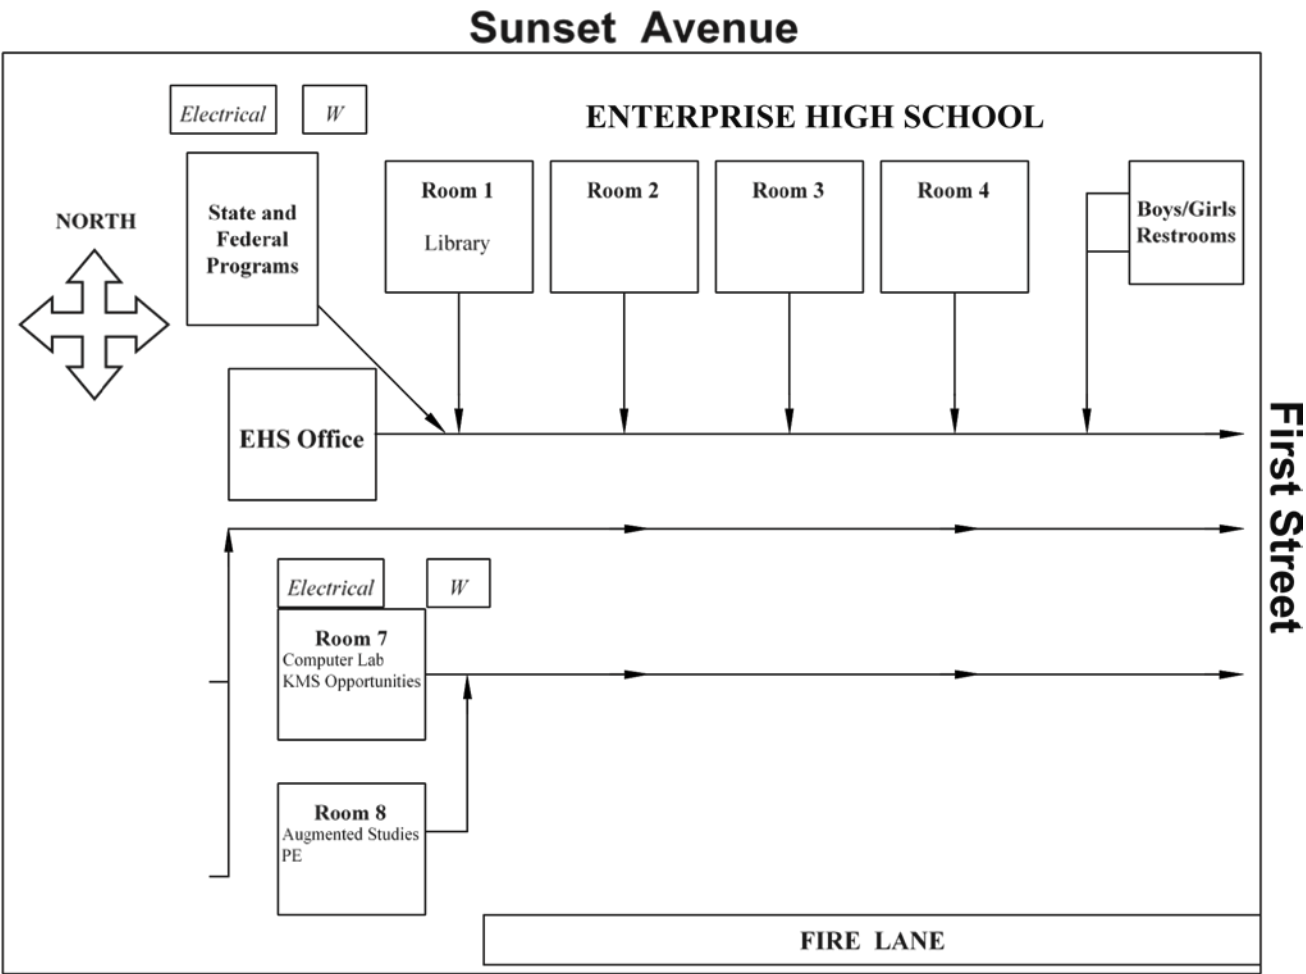 Sunset Avenue
Electrical
W
ENTERPRISE HIGH SCHOOL
NORTH
State and
Federal
Programs
Room 1
Library
Room 2
Room 3
Room 4
Boys/Girls
Restrooms
EHS Office
First Street
Electrical
W
Room 7
Computer Lab
KMS Opportunities
Room 8
Augmented Studies
PE
FIRE LANE